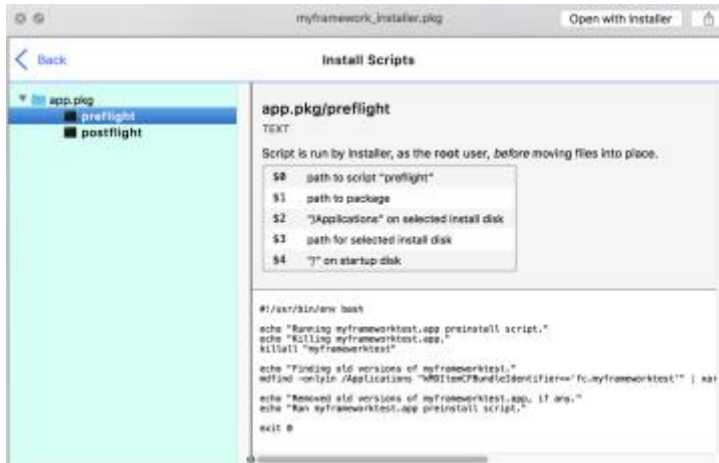 myframework_installer.pkg
Open with Installer
Back
Install Scripts
app.pkg
preflight
postflight
app.pkg/preflight
TEXT
Script is run by Installer, as the root user, before moving files into place.
$0 path to script "preflight"
$1 path to package
$2 "/Applications" on selected install disk
$3 path for selected install disk
$4 "/" on startup disk
#!/usr/bin/env bash
echo "Running myframeworktest.app preinstall script."
echo "Killing myframeworktest.app."
killall "myframeworktest"
echo "Finding old versions of myframeworktest."
mdfind -onlyin /Applications "kMDItemCFBundleIdentifier=='fc.myframeworktest'" | xar
echo "Removed old versions of myframeworktest.app, if any."
echo "Ran myframeworktest.app preinstall script."
exit 0